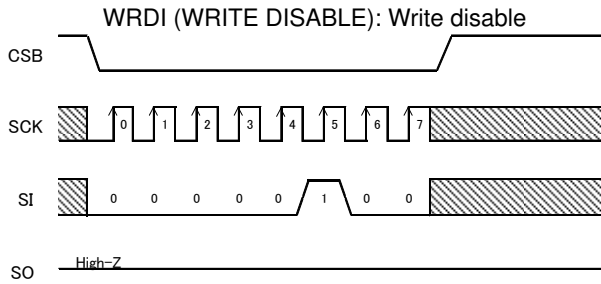 WRDI (WRITE DISABLE): Write disable
CSB
SCK 0 1 2 3 4 5 6 7
SI 0 0 0 0 0 1 0 0
High-Z
SO